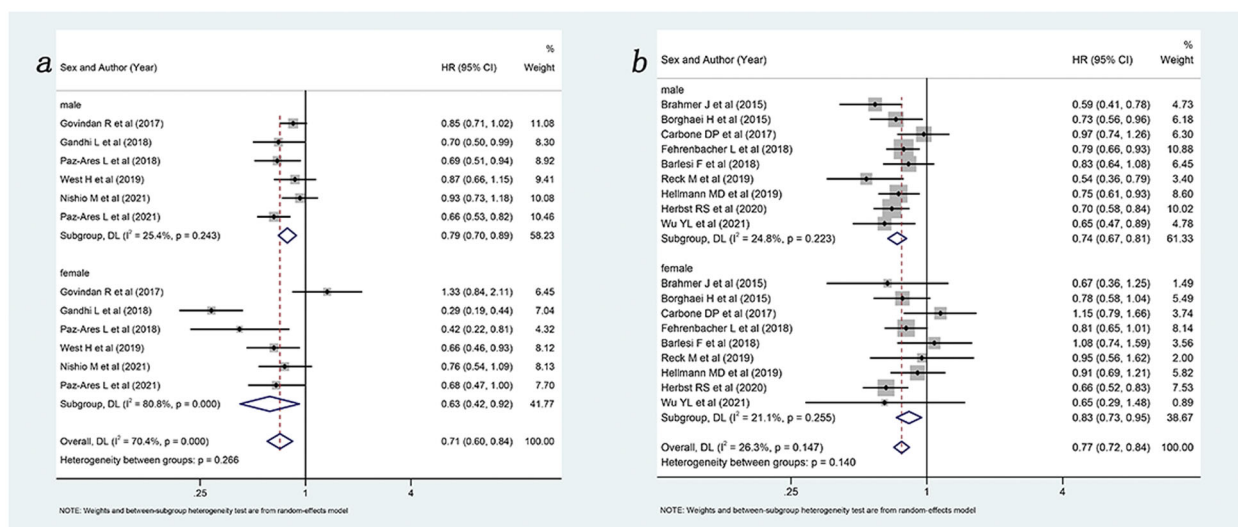 a
%
Sex and Author (Year) HR (95% CI) Weight
male
Govindan R et al (2017) 0.85 (0.71, 1.02) 11.08
Gandhi L et al (2018) 0.70 (0.50, 0.99) 8.30
Paz-Ares L et al (2018) 0.69 (0.51, 0.94) 8.92
West H et al (2019) 0.87 (0.66, 1.15) 9.41
Nishio M et al (2021) 0.93 (0.73, 1.18) 10.08
Paz-Ares L et al (2021) 0.66 (0.53, 0.82) 10.46
Subgroup, DL (I² = 25.4%, p = 0.243) 0.79 (0.70, 0.89) 58.23
female
Govindan R et al (2017) 1.33 (0.84, 2.11) 6.45
Gandhi L et al (2018) 0.29 (0.19, 0.44) 7.04
Paz-Ares L et al (2018) 0.42 (0.22, 0.81) 4.32
West H et al (2019) 0.66 (0.46, 0.93) 8.12
Nishio M et al (2021) 0.76 (0.54, 1.09) 8.13
Paz-Ares L et al (2021) 0.68 (0.47, 1.00) 7.70
Subgroup, DL (I² = 80.8%, p = 0.000) 0.63 (0.42, 0.92) 41.77
Overall, DL (I² = 70.4%, p = 0.000) 0.71 (0.60, 0.84) 100.00
Heterogeneity between groups: p = 0.266
.25 1 4
NOTE: Weights and between-subgroup heterogeneity test are from random-effects model
b
%
Sex and Author (Year) HR (95% CI) Weight
male
Brahmer J et al (2015) 0.59 (0.41, 0.78) 4.73
Borghaei H et al (2015) 0.73 (0.56, 0.96) 6.18
Carbone DP et al (2017) 0.97 (0.74, 1.26) 6.30
Fehrenbacher L et al (2018) 0.79 (0.66, 0.93) 10.88
Barlesi F et al (2018) 0.83 (0.64, 1.08) 6.45
Reck M et al (2019) 0.54 (0.36, 0.79) 3.40
Hellmann MD et al (2019) 0.75 (0.61, 0.93) 8.60
Herbst RS et al (2020) 0.70 (0.58, 0.84) 10.02
Wu YL et al (2021) 0.65 (0.47, 0.89) 4.78
Subgroup, DL (I² = 24.8%, p = 0.223) 0.74 (0.67, 0.81) 61.33
female
Brahmer J et al (2015) 0.67 (0.36, 1.25) 1.49
Borghaei H et al (2015) 0.78 (0.58, 1.04) 5.49
Carbone DP et al (2017) 1.15 (0.79, 1.66) 3.74
Fehrenbacher L et al (2018) 0.81 (0.65, 1.01) 8.14
Barlesi F et al (2018) 1.08 (0.74, 1.59) 3.56
Reck M et al (2019) 0.95 (0.56, 1.62) 2.00
Hellmann MD et al (2019) 0.91 (0.69, 1.21) 5.82
Herbst RS et al (2020) 0.66 (0.52, 0.83) 7.53
Wu YL et al (2021) 0.65 (0.29, 1.48) 0.89
Subgroup, DL (I² = 21.1%, p = 0.255) 0.83 (0.73, 0.95) 38.67
Overall, DL (I² = 26.3%, p = 0.147) 0.77 (0.72, 0.84) 100.00
Heterogeneity between groups: p = 0.140
.25 1 4
NOTE: Weights and between-subgroup heterogeneity test are from random-effects model